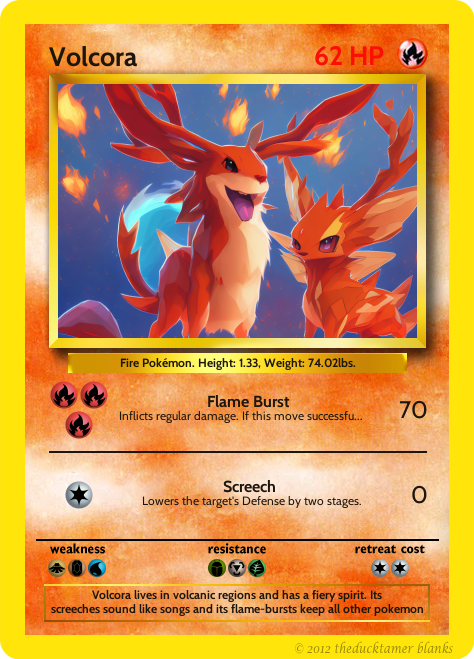 Volcora
62 HP
Fire Pokémon. Height: 1.33, Weight: 74.02lbs.
Flame Burst
Inflicts regular damage. If this move successfu...
70
Screech
Lowers the target's Defense by two stages.
0
weakness
resistance
retreat cost
Volcora lives in volcanic regions and has a fiery spirit. Its
screeches sound like songs and its flame-bursts keep all other pokemon
© 2012 theducktamer blanks